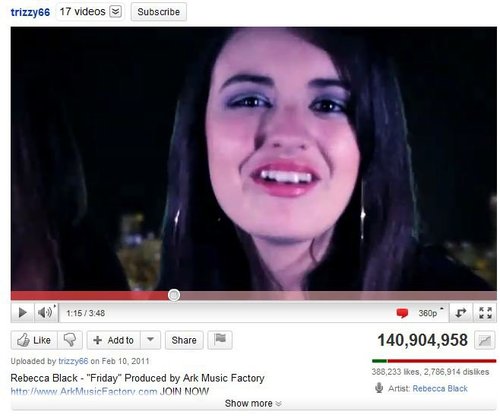 trizzy66 17 videos Subscribe
1:15 / 3:48 360p
Like Add to Share 140,904,958
Uploaded by trizzy66 on Feb 10, 2011
388,233 likes, 2,786,914 dislikes
Rebecca Black - "Friday" Produced by Ark Music Factory
Artist: Rebecca Black
http://www.ArkMusicFactory.com JOIN NOW
Show more